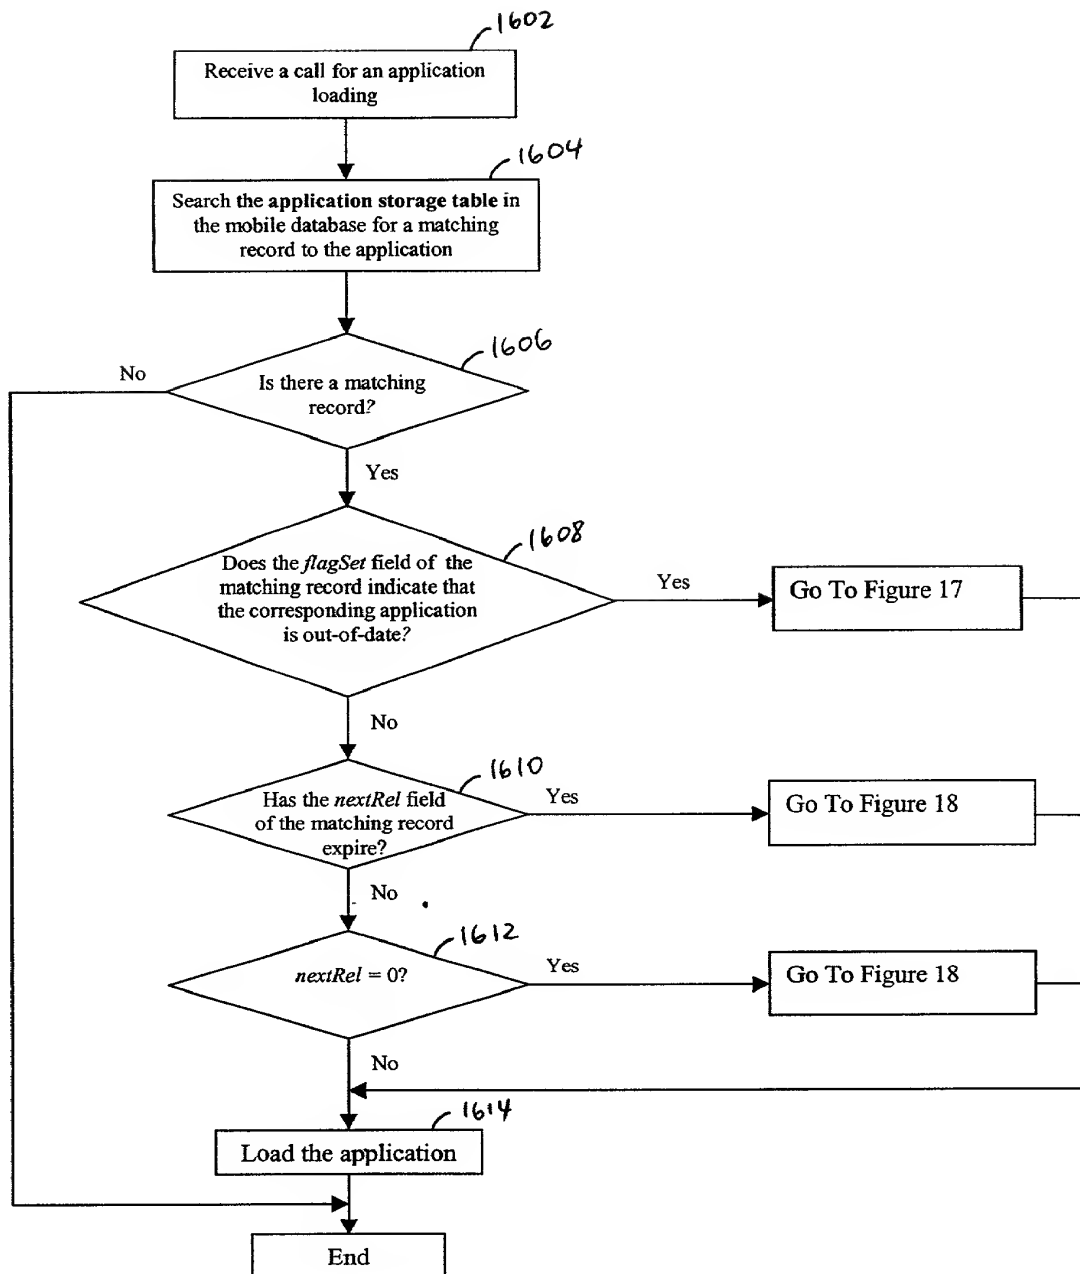 1602
Receive a call for an application
loading
1604
Search the application storage table in
the mobile database for a matching
record to the application
1606
No
Is there a matching
record?
Yes
1608
Does the flagSet field of the
matching record indicate that
the corresponding application
is out-of-date?
Yes
Go To Figure 17
No
1610
Has the nextRel field
of the matching record
expire?
Yes
Go To Figure 18
No
1612
nextRel = 0?
Yes
Go To Figure 18
No
1614
Load the application
End